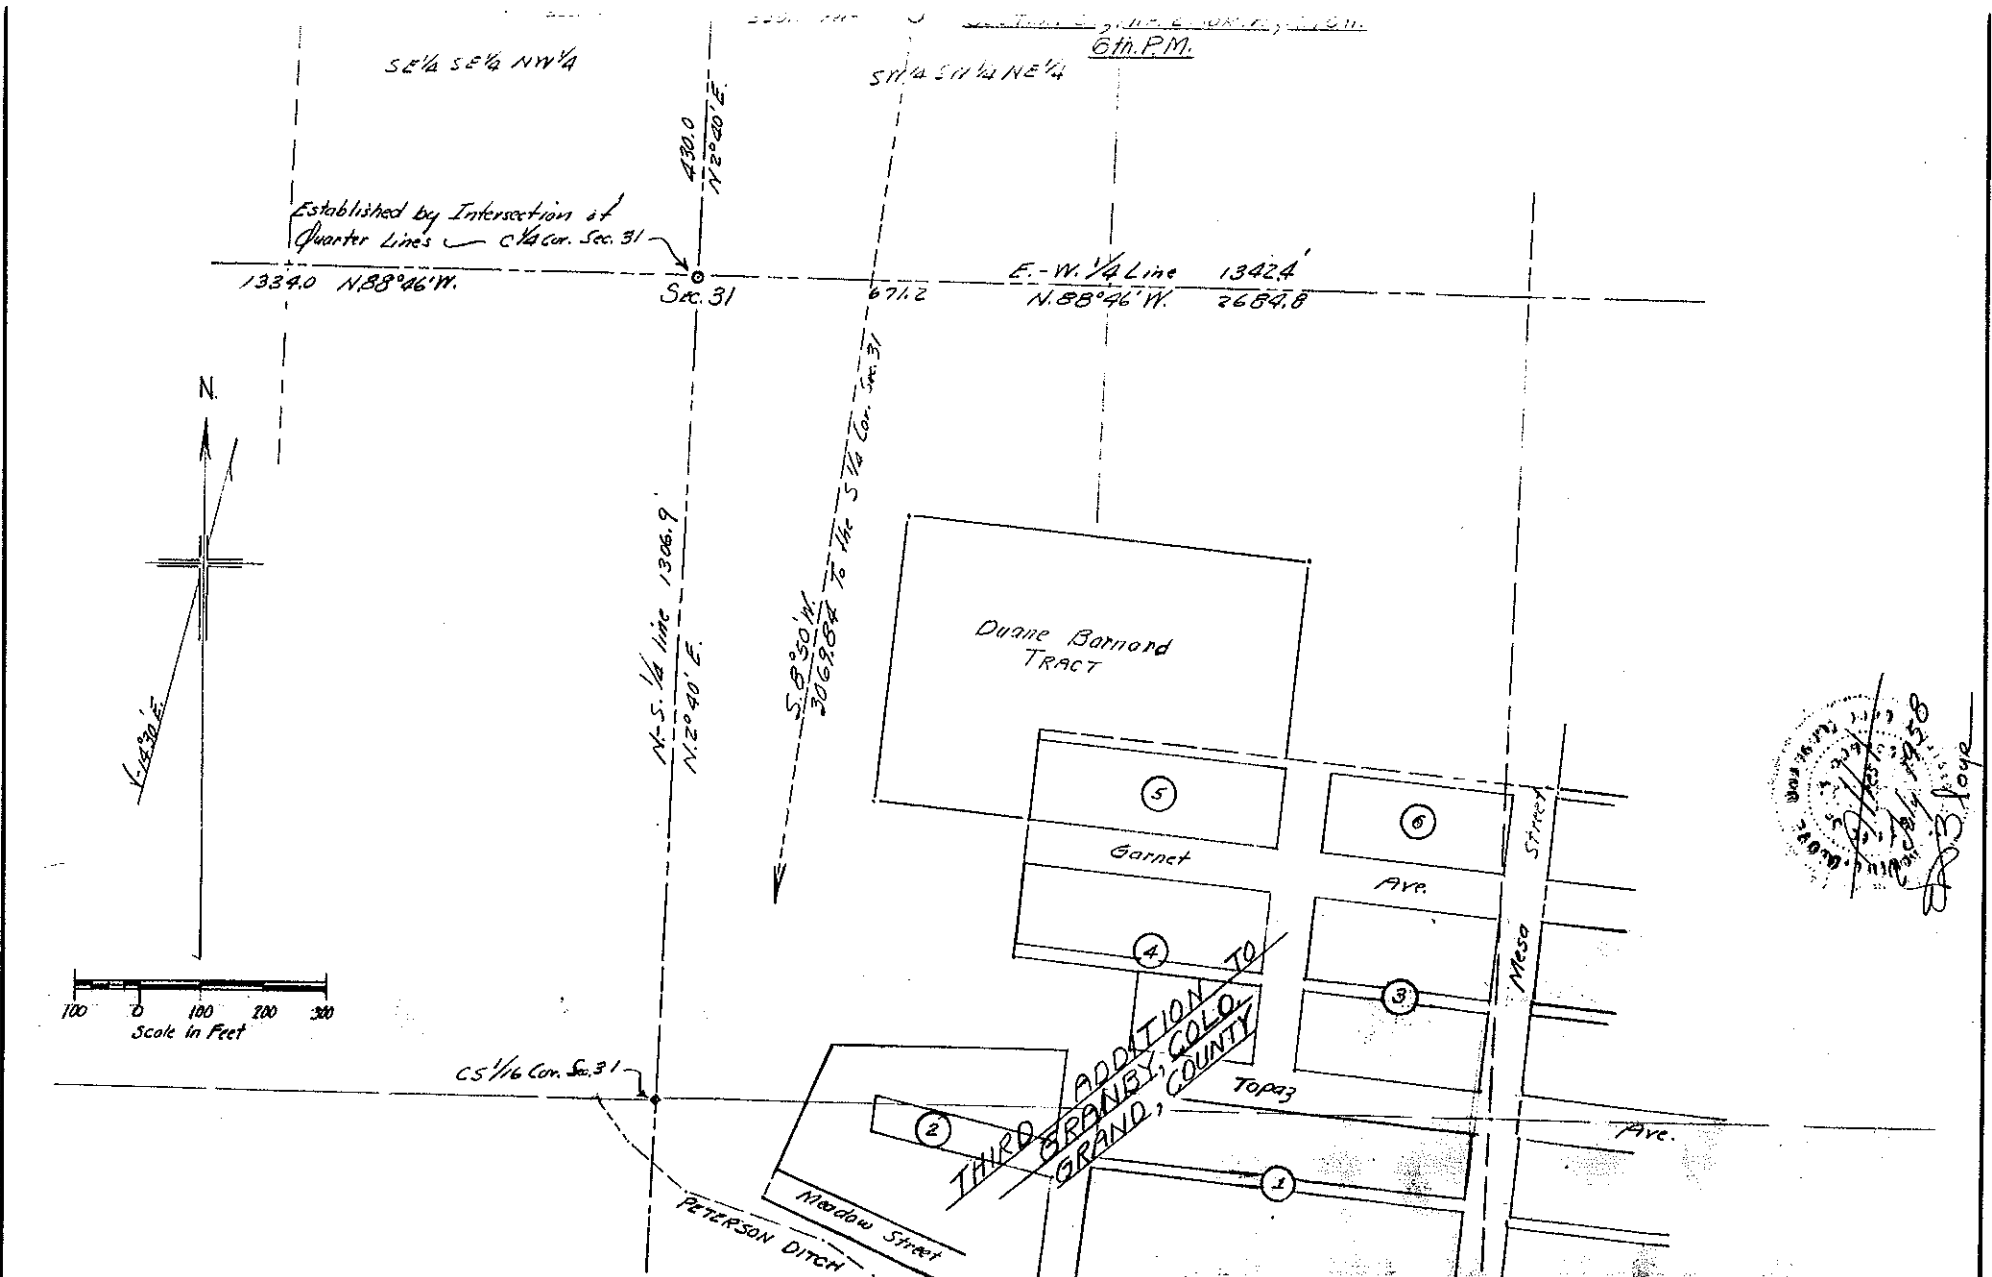 6th. P.M.
SE¼ SE¼ NW¼
SW¼ SW¼ NE¼
430.0
N 2° 40' E.
Established by Intersection of
Quarter Lines — C¼ Cor. Sec. 31
1334.0 N.88°46'W.
Sec. 31
671.2
E.-W. ¼ Line 1342.4'
N.88°46'W. 2684.8
N
V-14°30'E.
N.-S. ¼ line 1306.9'
N.2° 40' E.
S. 8° 50' W.
3069.84 To the S ¼ Cor. Sec. 31
Duane Barnard
TRACT
5
6
Garnet
Ave.
Mesa Street
4
3
100 0 100 200 300
Scale in Feet
CS 1/16 Cor. Sec. 31
THIRD ADDITION TO
GRANBY, COLO.
GRAND, COUNTY
Topaz
Ave.
2
1
Meadow Street
PETERSON DITCH
July 1958